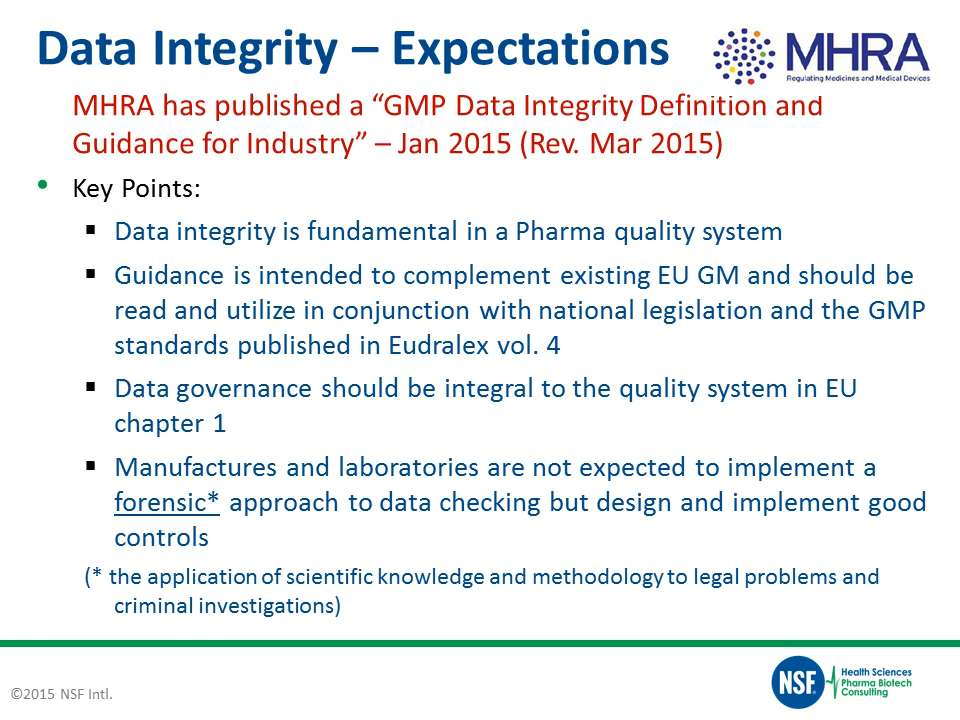 Data Integrity – Expectations
MHRA
Regulating Medicines and Medical Devices
MHRA has published a “GMP Data Integrity Definition and
Guidance for Industry” – Jan 2015 (Rev. Mar 2015)
• Key Points:
▪ Data integrity is fundamental in a Pharma quality system
▪ Guidance is intended to complement existing EU GM and should be
read and utilize in conjunction with national legislation and the GMP
standards published in Eudralex vol. 4
▪ Data governance should be integral to the quality system in EU
chapter 1
▪ Manufactures and laboratories are not expected to implement a
forensic* approach to data checking but design and implement good
controls
(* the application of scientific knowledge and methodology to legal problems and
criminal investigations)
©2015 NSF Intl.
NSF
Health Sciences
Pharma Biotech
Consulting